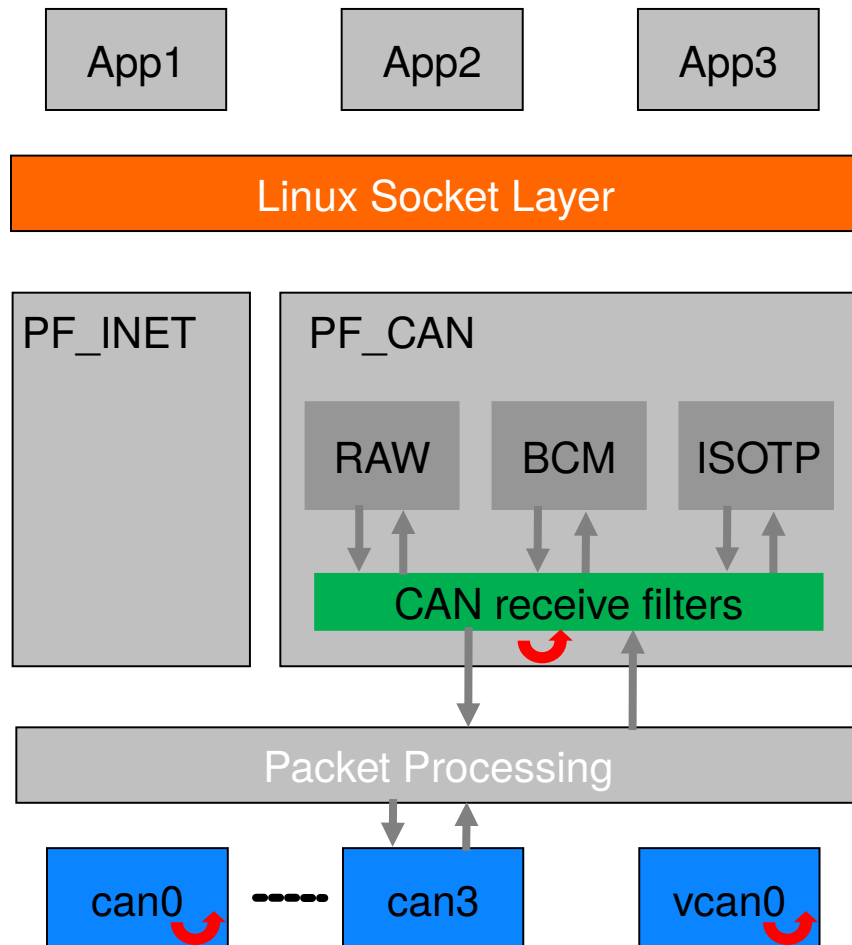 App1
App2
App3
Linux Socket Layer
PF_INET
PF_CAN
RAW
BCM
ISOTP
CAN receive filters
Packet Processing
can0
can3
vcan0